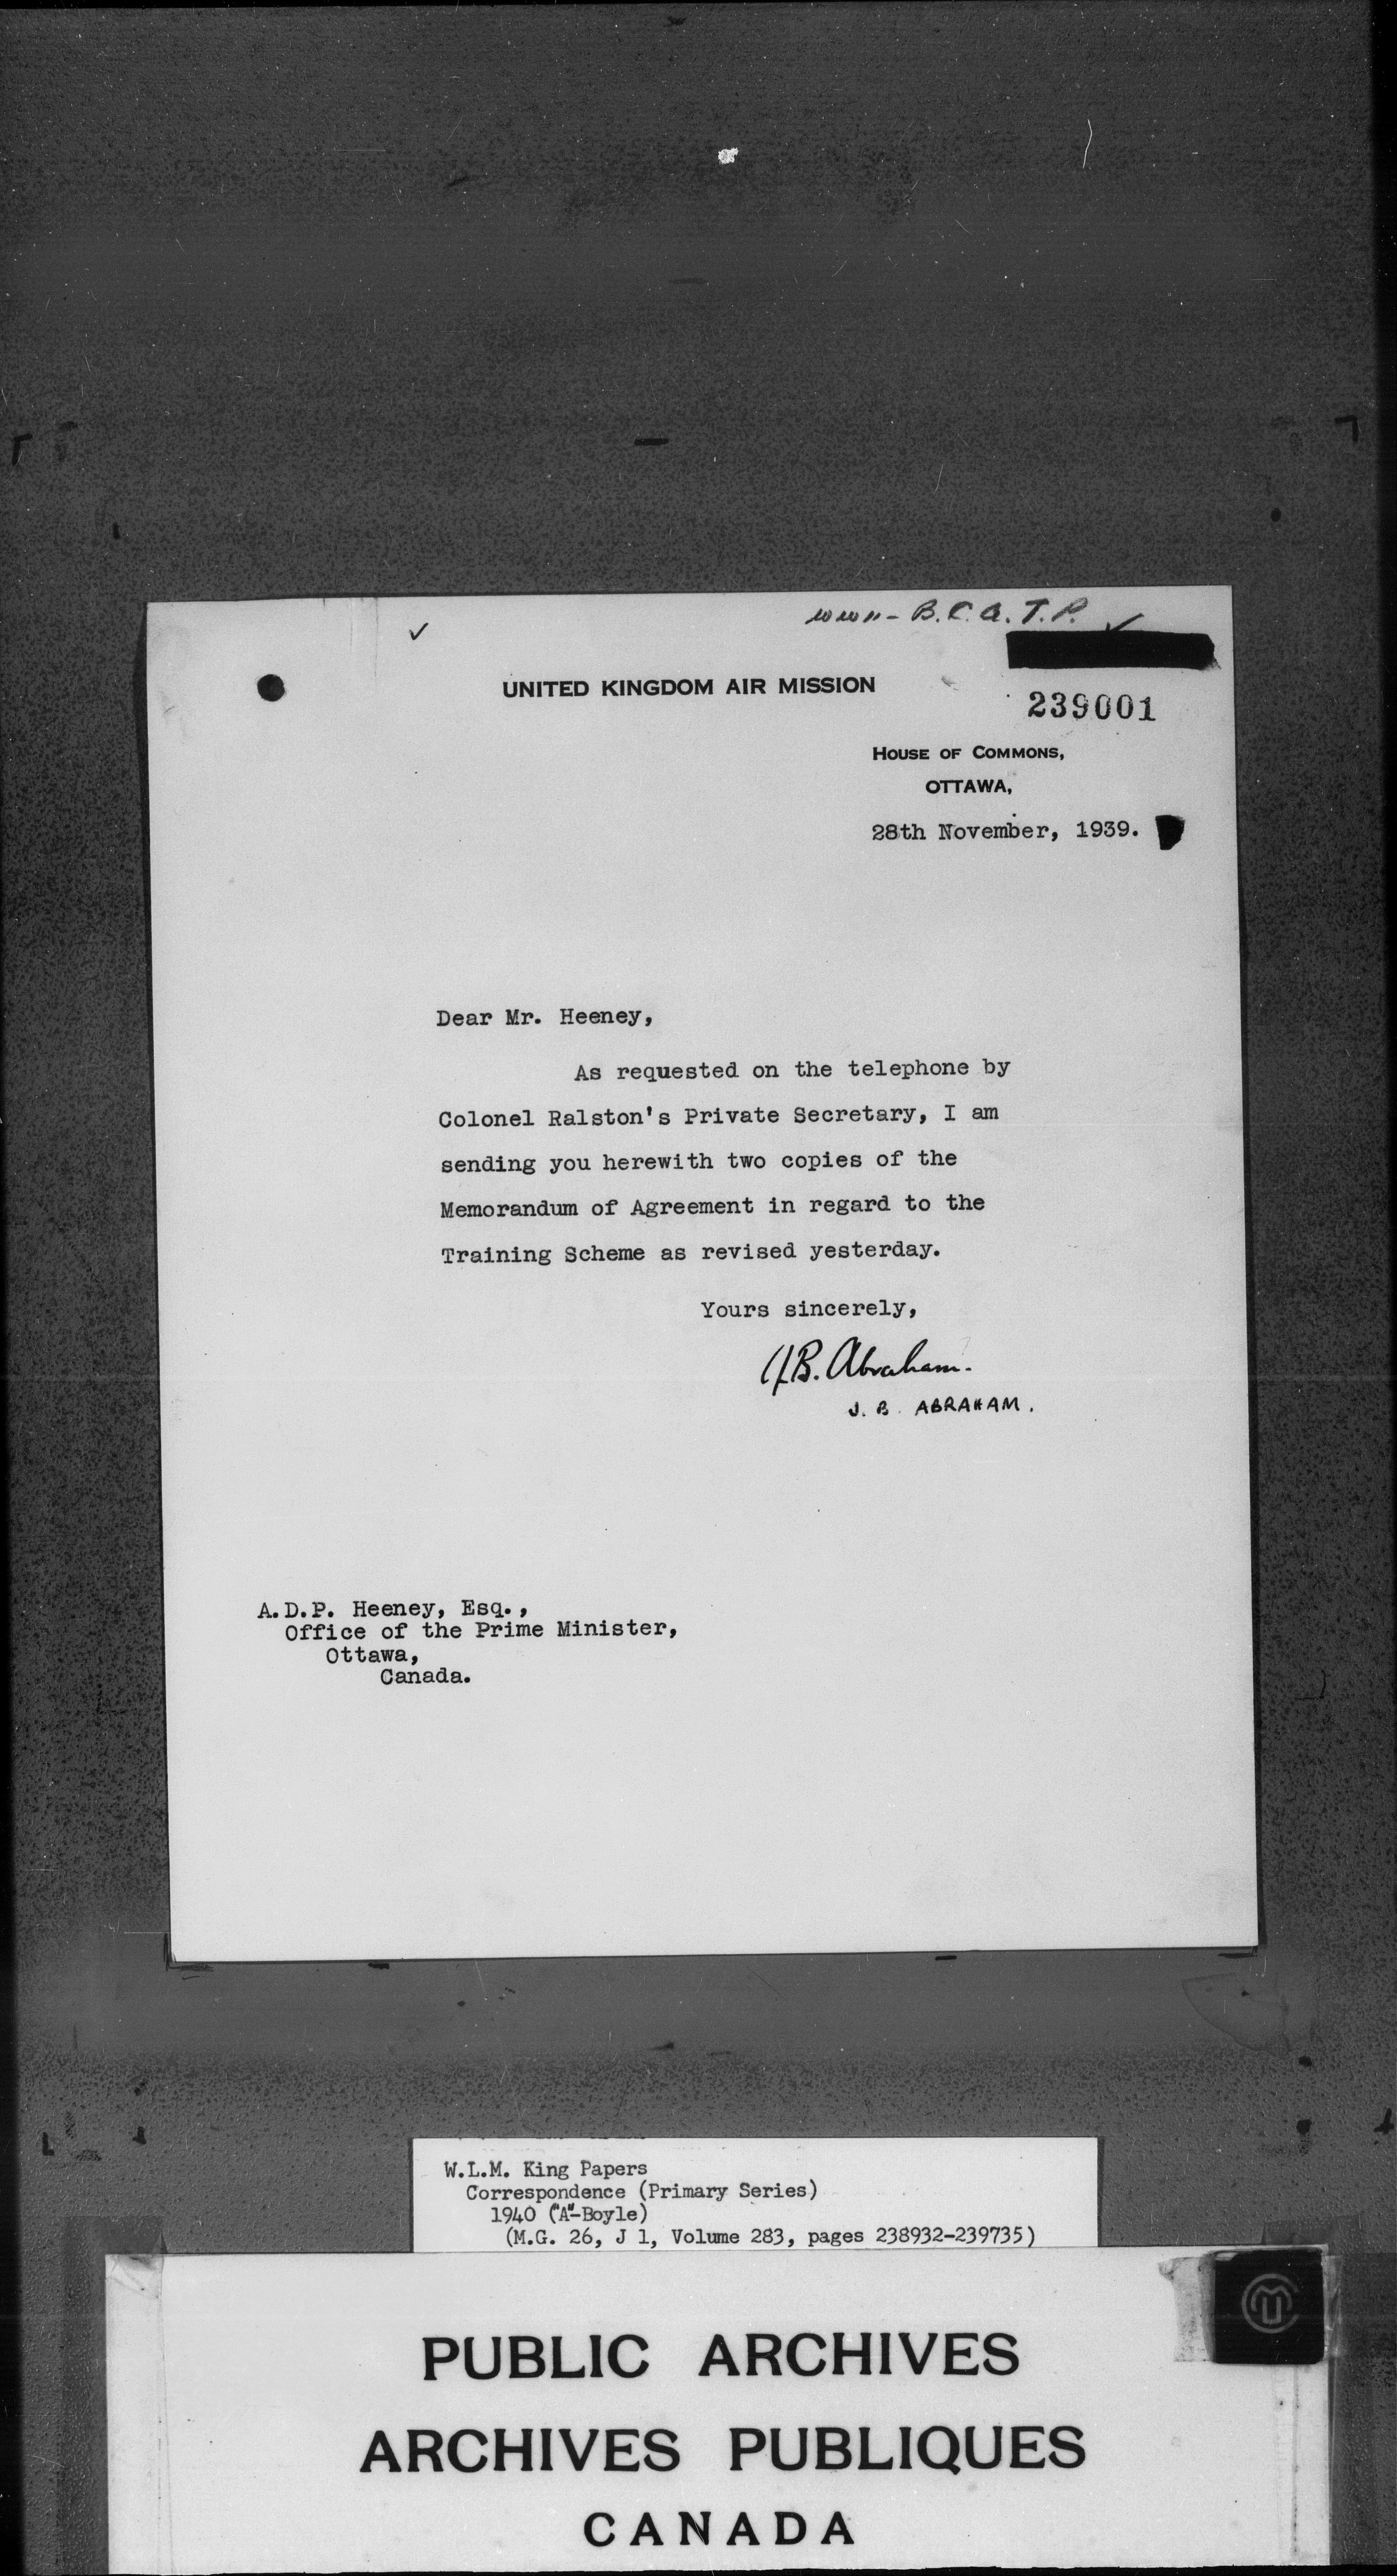 B.C.A.T.P.
UNITED KINGDOM AIR MISSION
239001
HOUSE OF COMMONS,
OTTAWA,
28th November, 1939.
Dear Mr. Heeney,
As requested on the telephone by
Colonel Ralston's Private Secretary, I am
sending you herewith two copies of the
Memorandum of Agreement in regard to the
Training Scheme as revised yesterday.
Yours sincerely,
J.B. Abraham.
J. B. ABRAHAM.
A.D.P. Heeney, Esq.,
Office of the Prime Minister,
Ottawa,
Canada.
W.L.M. King Papers
Correspondence (Primary Series)
1940 ("A"-Boyle)
(M.G. 26, J 1, Volume 283, pages 238932-239735)
PUBLIC ARCHIVES
ARCHIVES PUBLIQUES
CANADA